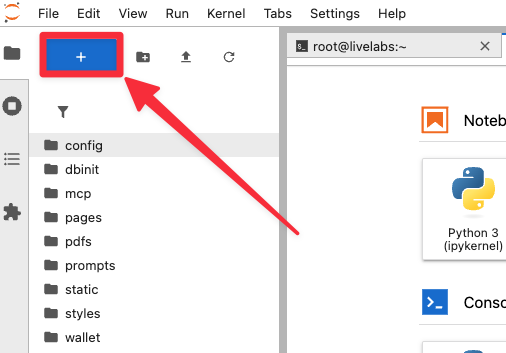 File Edit View Run Kernel Tabs Settings Help
+
root@livelabs:~
config
dbinit
mcp
pages
pdfs
prompts
static
styles
wallet
Noteb
Python 3
(ipykernel)
Conso